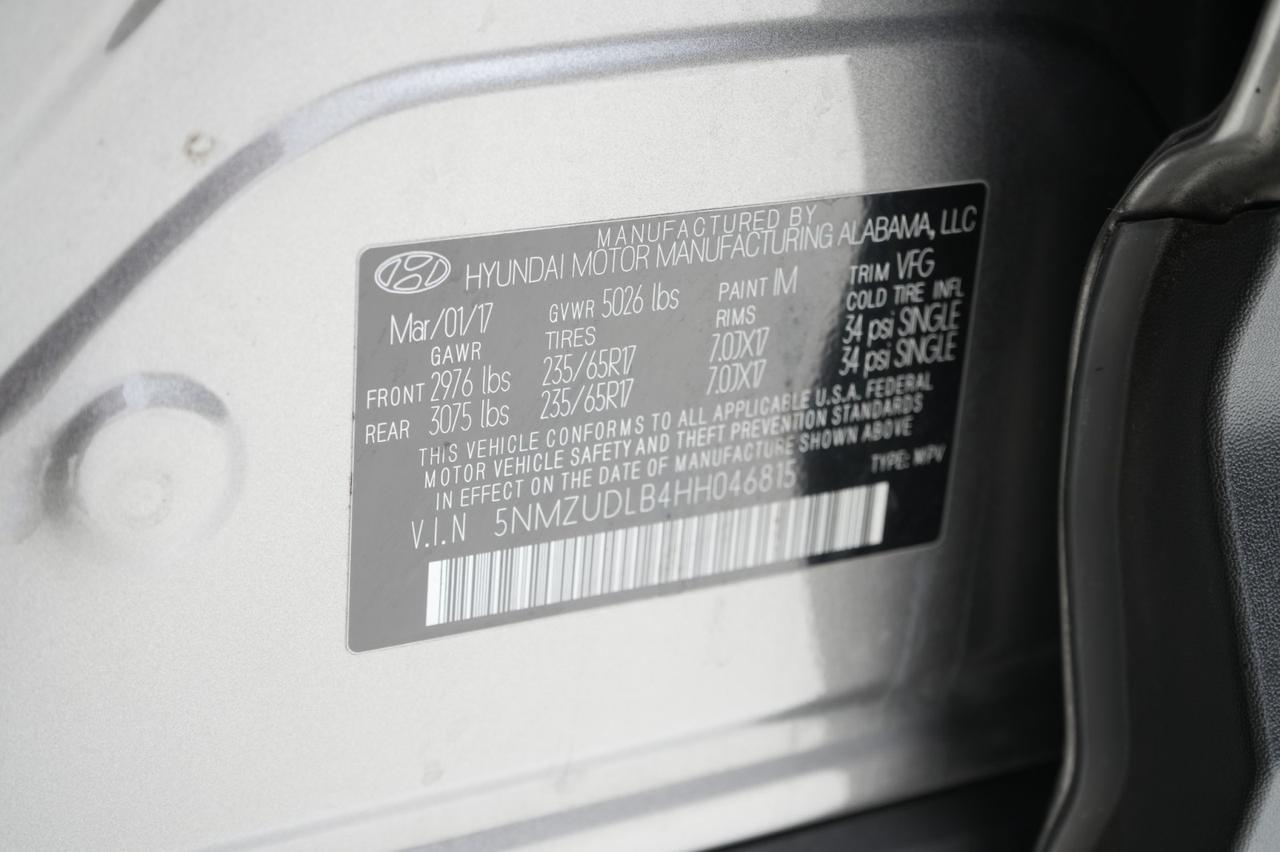 MANUFACTURED BY
HYUNDAI MOTOR MANUFACTURING ALABAMA, LLC
Mar/01/17 GVWR 5026 lbs PAINT IM TRIM VFG
GAWR TIRES RIMS COLD TIRE INFL
FRONT 2976 lbs 235/65R17 7.0JX17 34 psi SINGLE
REAR 3075 lbs 235/65R17 7.0JX17 34 psi SINGLE
THIS VEHICLE CONFORMS TO ALL APPLICABLE U.S.A. FEDERAL
MOTOR VEHICLE SAFETY AND THEFT PREVENTION STANDARDS
IN EFFECT ON THE DATE OF MANUFACTURE SHOWN ABOVE
V.I.N 5NMZUDLB4HH046815 TYPE: MPV